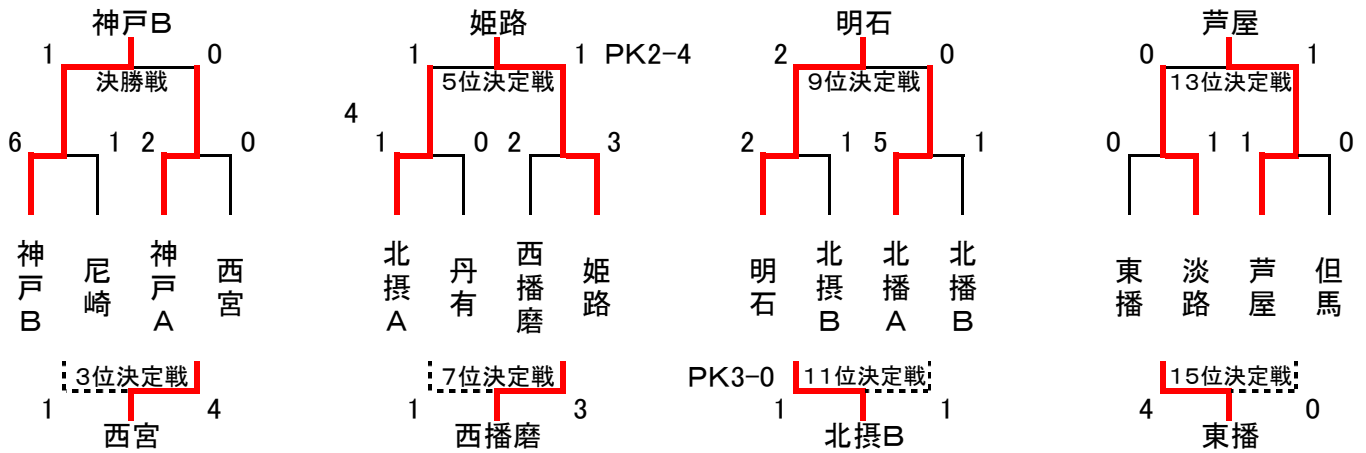 神戸B 姫路 明石 芦屋
1 0 1 1 PK2-4 2 0 0 1
決勝戦 5位決定戦 9位決定戦 13位決定戦
4
6 1 2 0 1 0 2 3 2 1 5 1 0 1 1 0
神戸B 尼崎 神戸A 西宮 北摂A 丹有 西播磨 姫路 明石 北摂B 北播A 北播B 東播 淡路 芦屋 但馬
3位決定戦 7位決定戦 PK3-0 11位決定戦 15位決定戦
1 4 1 3 1 1 4 0
西宮 西播磨 北摂B 東播